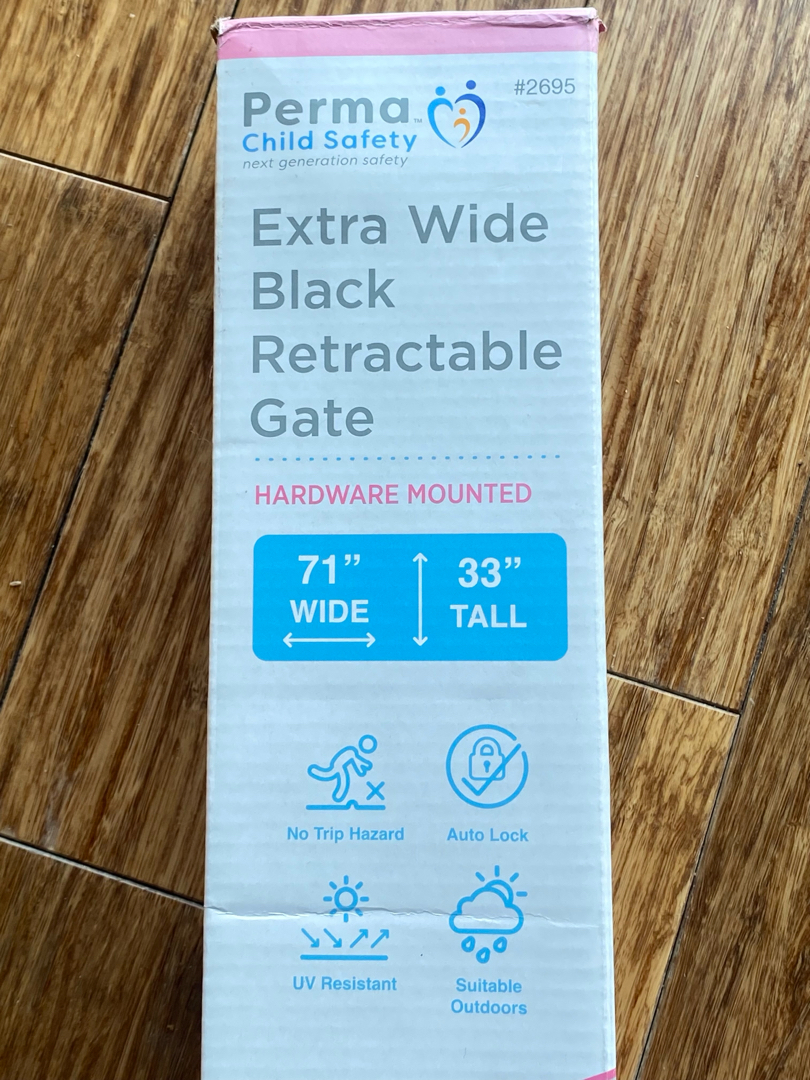 Perma™
#2695
Child Safety
next generation safety
Extra Wide
Black
Retractable
Gate
HARDWARE MOUNTED
71”
WIDE
33”
TALL
No Trip Hazard
Auto Lock
UV Resistant
Suitable
Outdoors